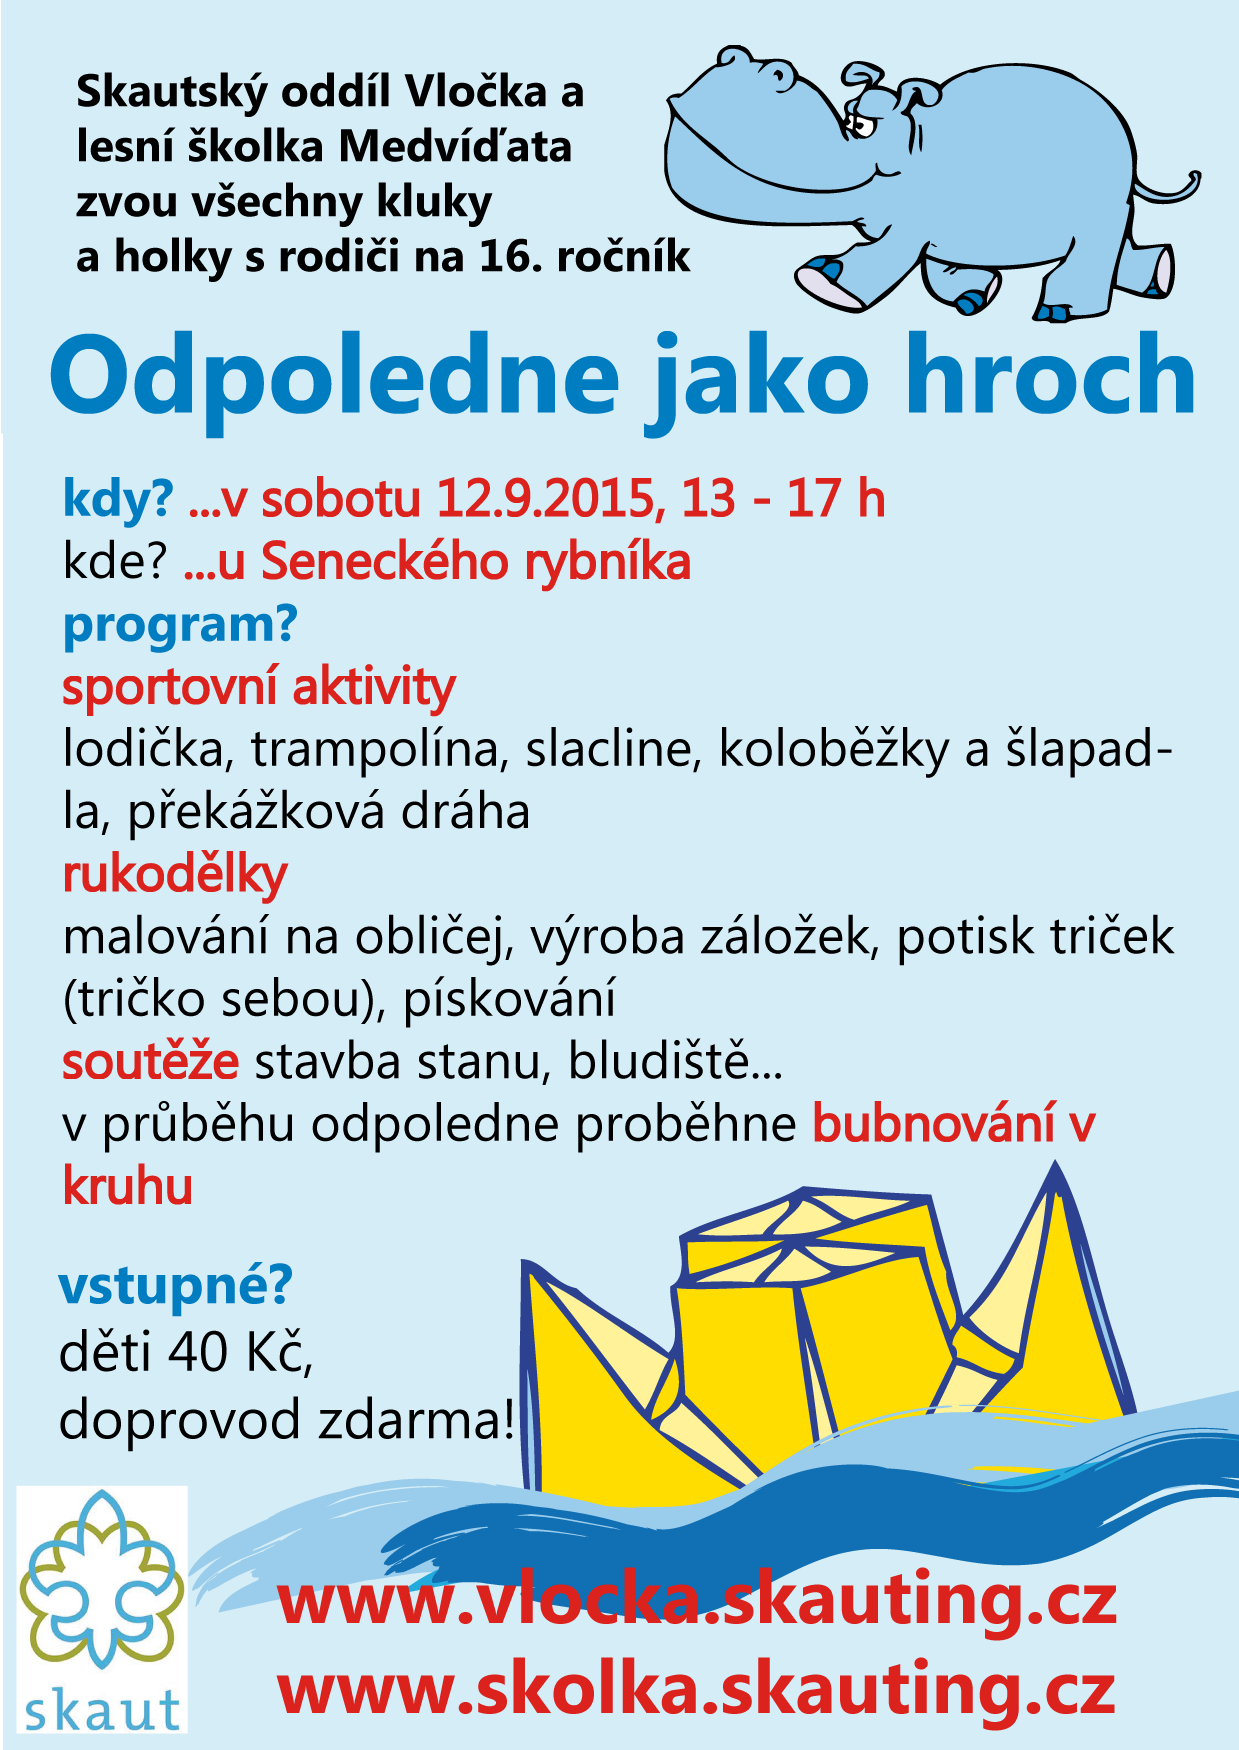 Skautský oddíl Vločka a
lesní školka Medvíďata
zvou všechny kluky
a holky s rodiči na 16. ročník
Odpoledne jako hroch
kdy? ...v sobotu 12.9.2015, 13 - 17 h
kde? ...u Seneckého rybníka
program?
sportovní aktivity
lodička, trampolína, slacline, koloběžky a šlapad-
la, překážková dráha
rukodělky
malování na obličej, výroba záložek, potisk triček
(tričko sebou), pískování
soutěže stavba stanu, bludiště...
v průběhu odpoledne proběhne bubnování v
kruhu
vstupné?
děti 40 Kč,
doprovod zdarma!
skaut
www.vlocka.skauting.cz
www.skolka.skauting.cz